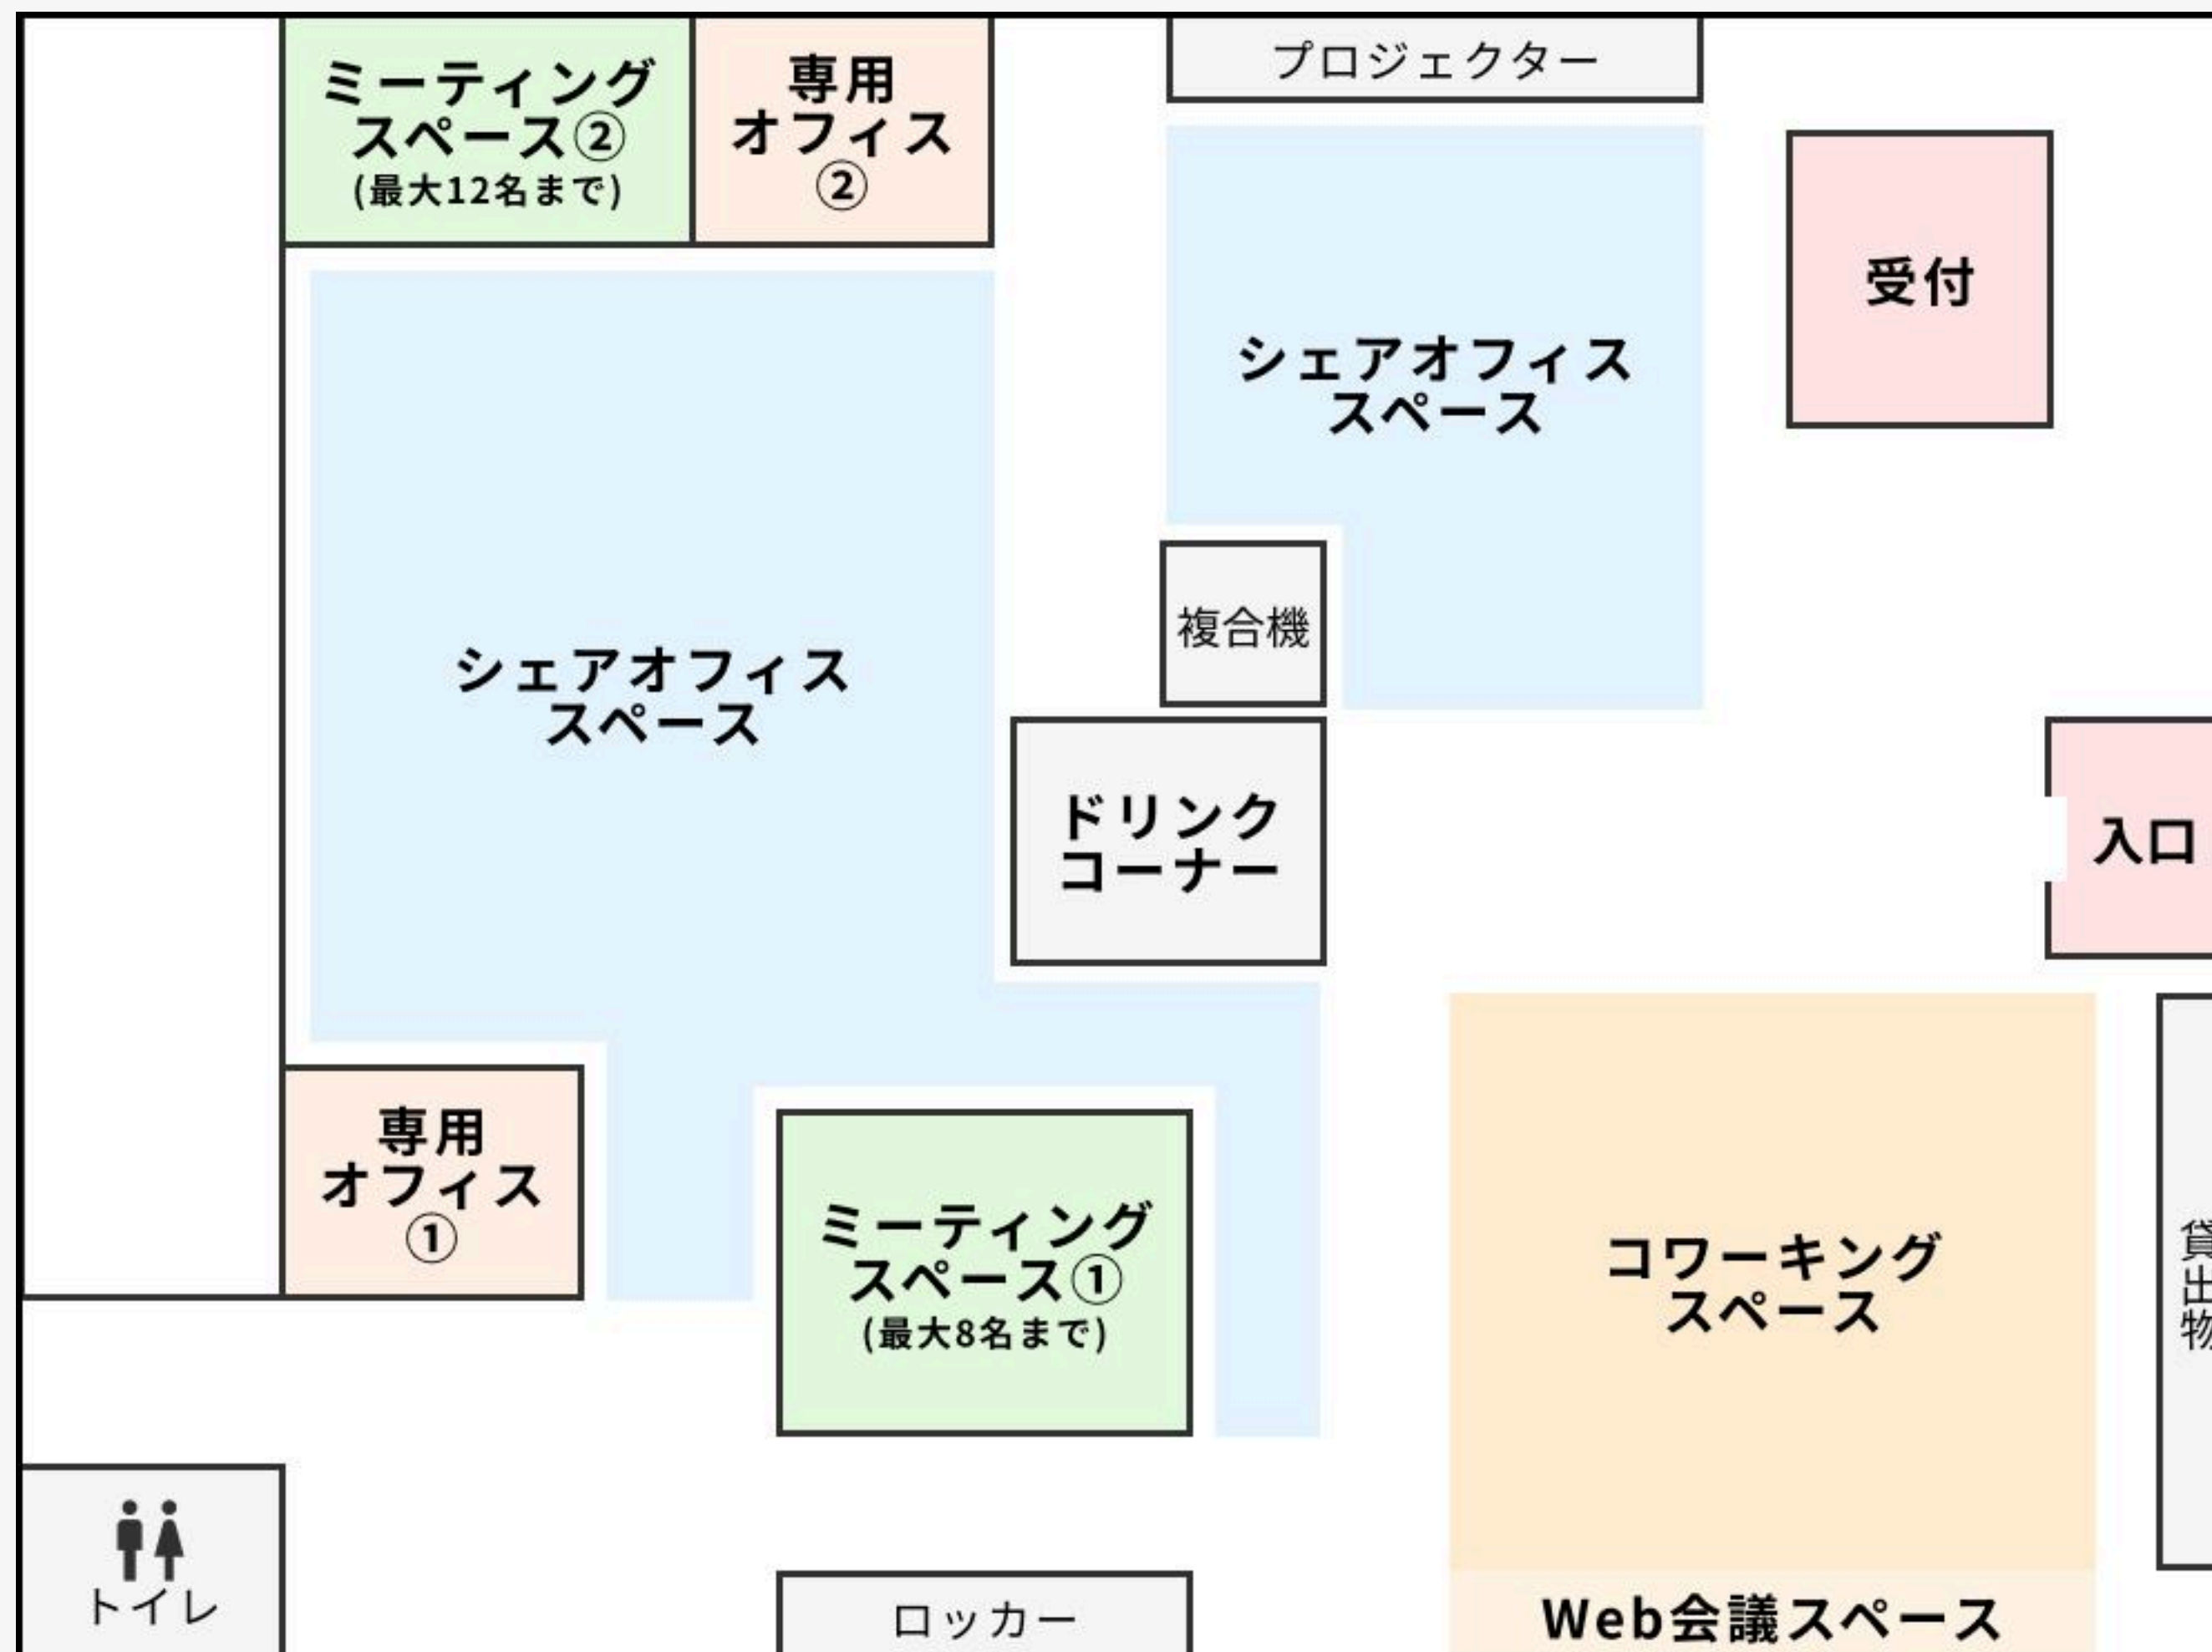 ミーティング
スペース②
(最大12名まで)
専用
オフィス
②
プロジェクター
受付
シェアオフィス
スペース
複合機
シェアオフィス
スペース
ドリンク
コーナー
入口
専用
オフィス
①
ミーティング
スペース①
(最大8名まで)
コワーキング
スペース
貸
出
物
トイレ
ロッカー
Web会議スペース